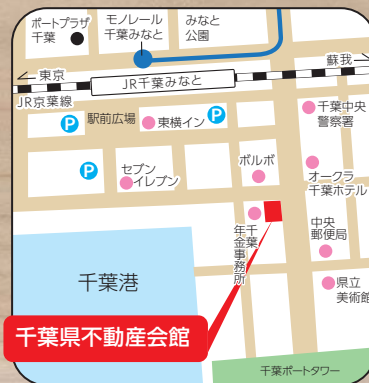 ポートプラザ
千葉
モノレール
千葉みなと
みなと
公園
蘇我
東京
JR千葉みなと
JR京葉線
P
駅前広場
東横イン
P
千葉中央
警察署
P
セブン
イレブン
ボルボ
オークラ
千葉ホテル
千葉
年金事務所
中央
郵便局
千葉港
県立
美術館
千葉県不動産会館
千葉ポートタワー